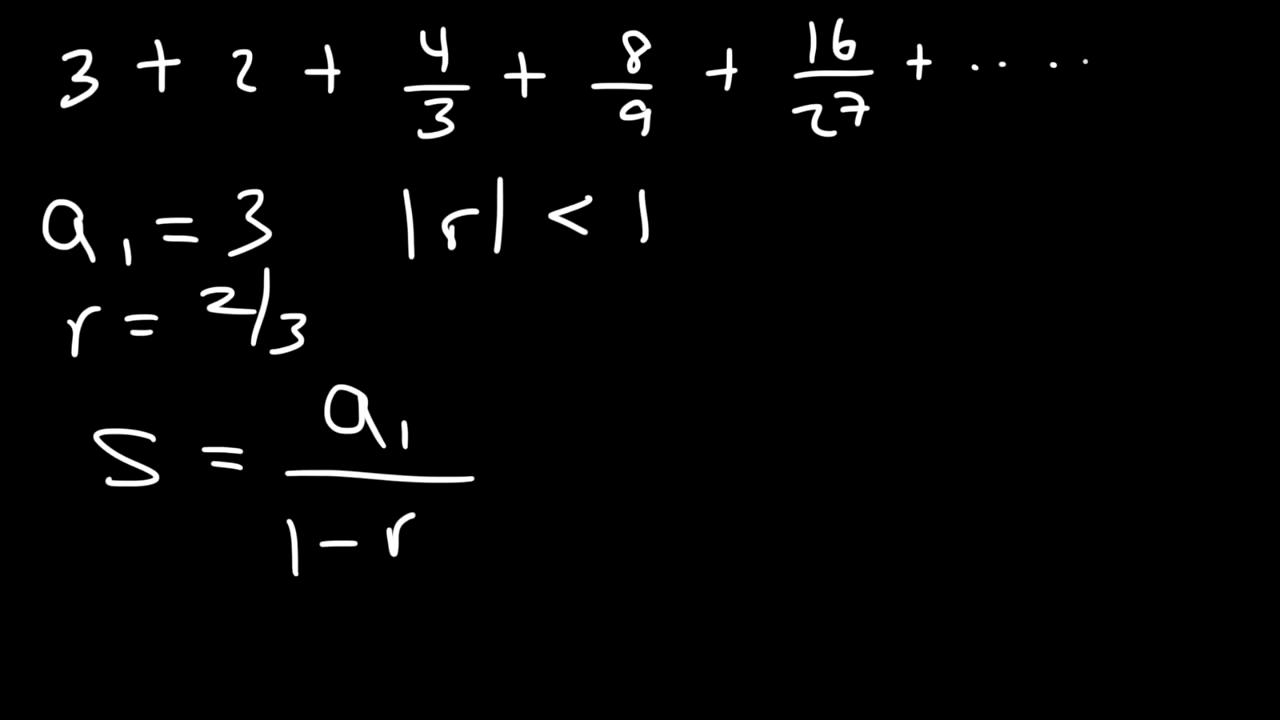 3 + 2 + 4/3 + 8/9 + 16/27 + ....
a₁ = 3 |r| < 1
r = 2/3
S = a₁/(1 - r)